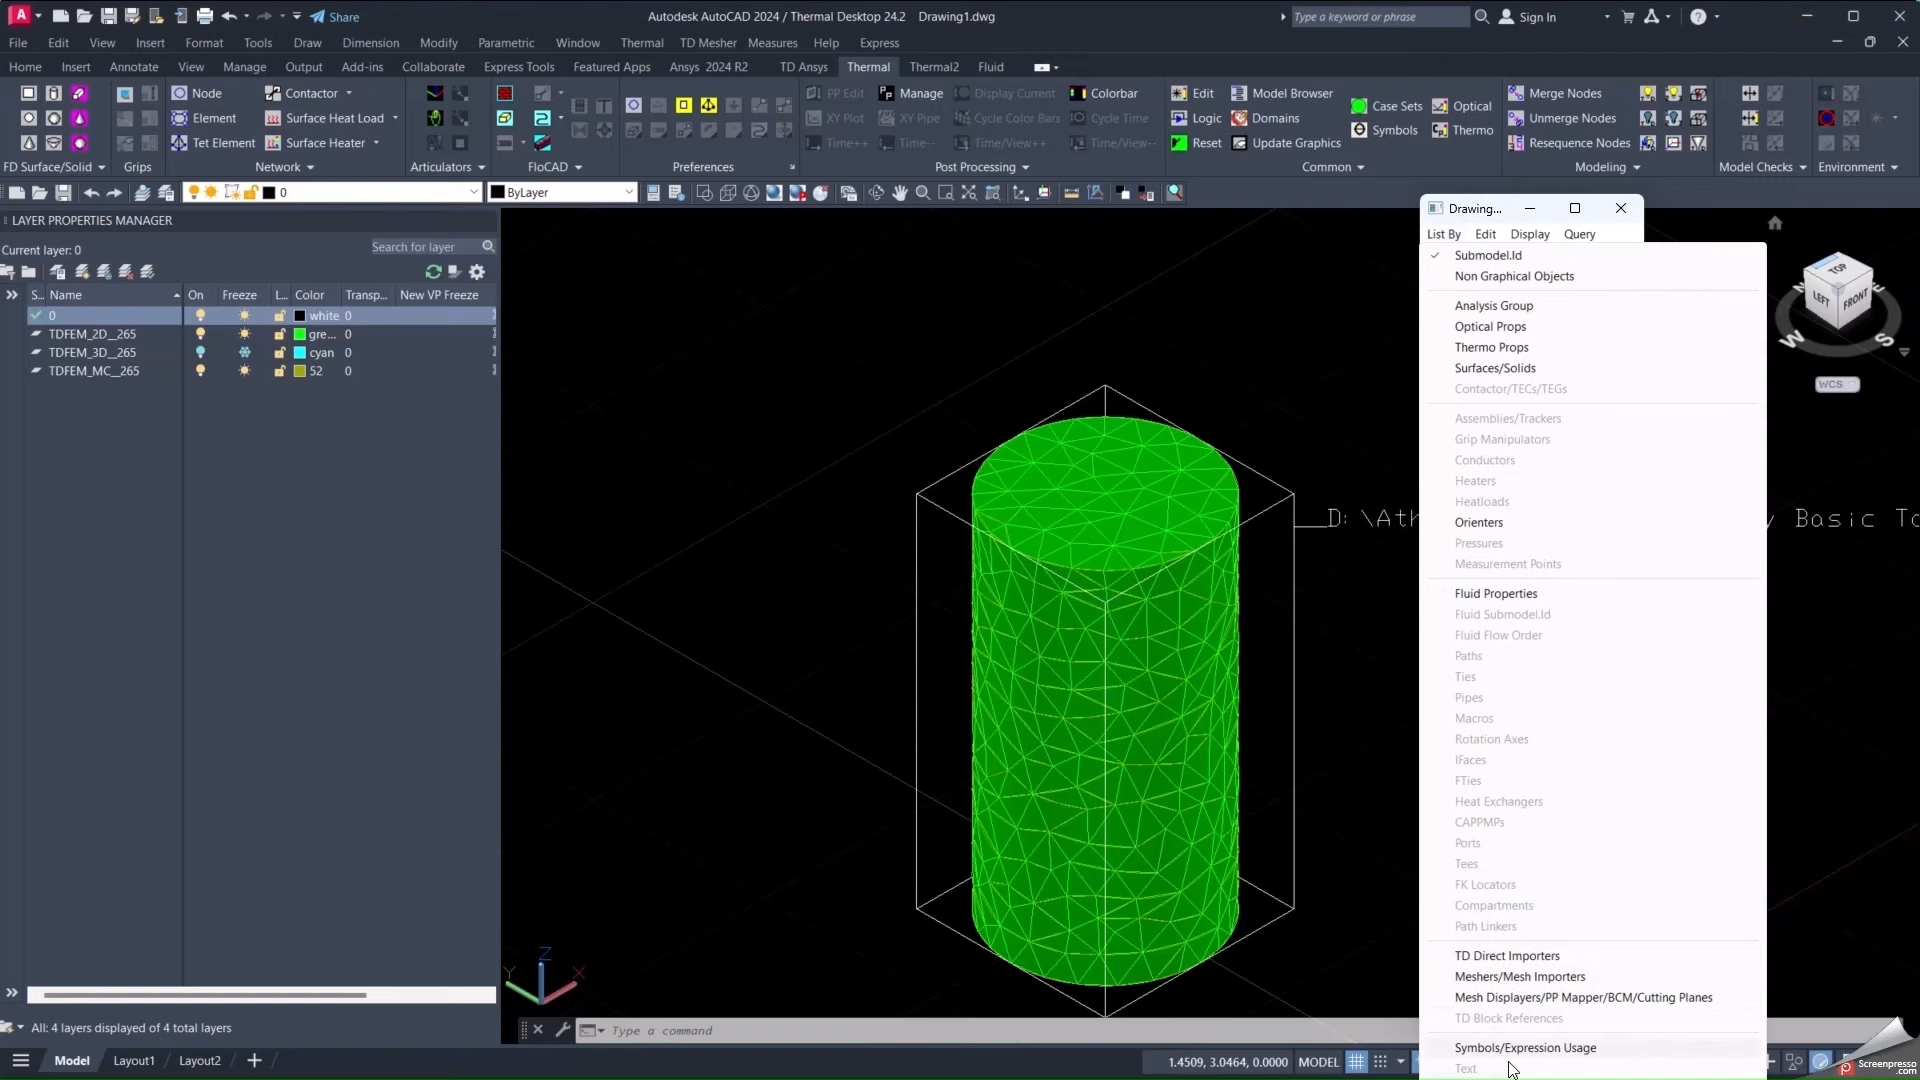 Share
Autodesk AutoCAD 2024 / Thermal Desktop 24.2 Drawing1.dwg
Type a keyword or phrase
Sign In
File Edit View Insert Format Tools Draw Dimension Modify Parametric Window Thermal TD Mesher Measures Help Express
Home Insert Annotate View Manage Output Add-ins Collaborate Express Tools Featured Apps Ansys 2024 R2 TD Ansys Thermal Thermal2 Fluid
Node Contactor PP Edit Manage Display Current Colorbar Edit Model Browser Case Sets Optical Merge Nodes
Element Surface Heat Load XY Plot XY Pipe Cycle Color Bars Cycle Time Logic Domains Symbols Thermo Unmerge Nodes
Tet Element Surface Heater Time++ Time-- Time/View++ Time/View-- Reset Update Graphics Resequence Nodes
FD Surface/Solid Grips Network Articulators FloCAD Preferences Post Processing Common Modeling Model Checks Environment
0 ByLayer
LAYER PROPERTIES MANAGER
Current layer: 0
Search for layer
S... Name On Freeze L... Color Transp... New VP Freeze
0 white 0
TDFEM_2D__265 gre... 0
TDFEM_3D__265 cyan 0
TDFEM_MC__265 52 0
All: 4 layers displayed of 4 total layers
Model Layout1 Layout2
Drawing...
List By Edit Display Query
Submodel.Id
Non Graphical Objects
Analysis Group
Optical Props
Thermo Props
Surfaces/Solids
Contactor/TECs/TEGs
Assemblies/Trackers
Grip Manipulators
Conductors
Heaters
Heatloads
Orienters
Pressures
Measurement Points
Fluid Properties
Fluid Submodel.Id
Fluid Flow Order
Paths
Ties
Pipes
Macros
Rotation Axes
IFaces
FTies
Heat Exchangers
CAPPMPs
Ports
Tees
FK Locators
Compartments
Path Linkers
TD Direct Importers
Meshers/Mesh Importers
Mesh Displayers/PP Mapper/BCM/Cutting Planes
TD Block References
Symbols/Expression Usage
Text
TOP
LEFT FRONT
W S
WCS
D:\Ath
y Basic To
Z
Y X
Type a command
1.4509, 3.0464, 0.0000 MODEL
Screenpresso
.com